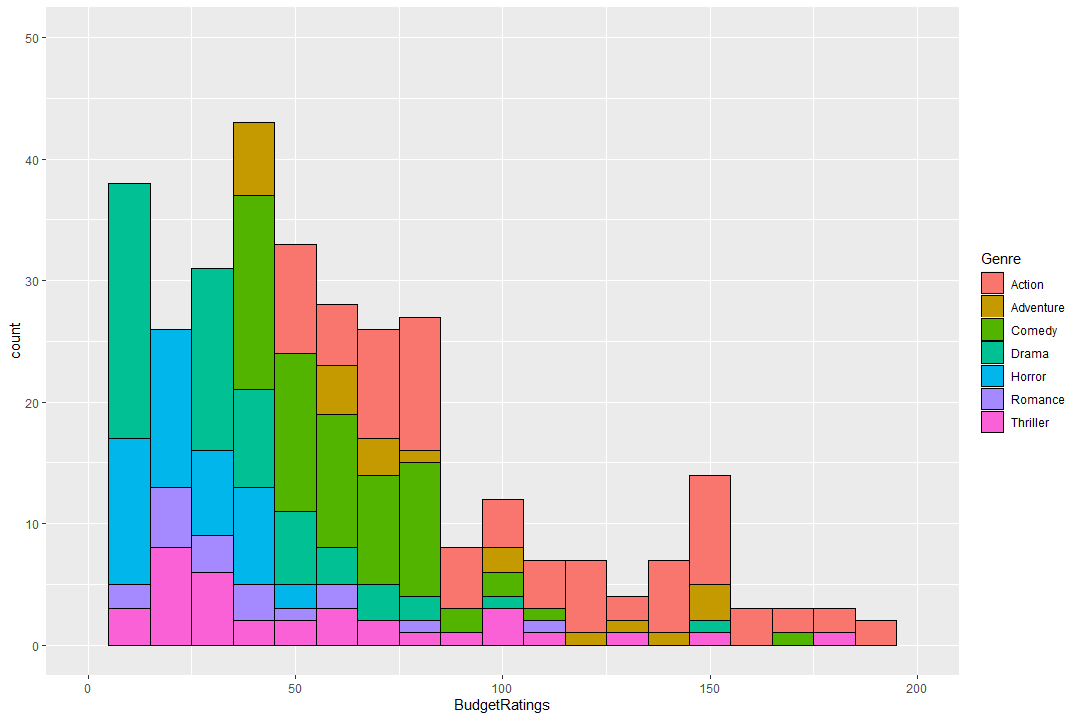 50
40
30
20
10
0
count
0 50 100 150 200
BudgetRatings
Genre
Action
Adventure
Comedy
Drama
Horror
Romance
Thriller